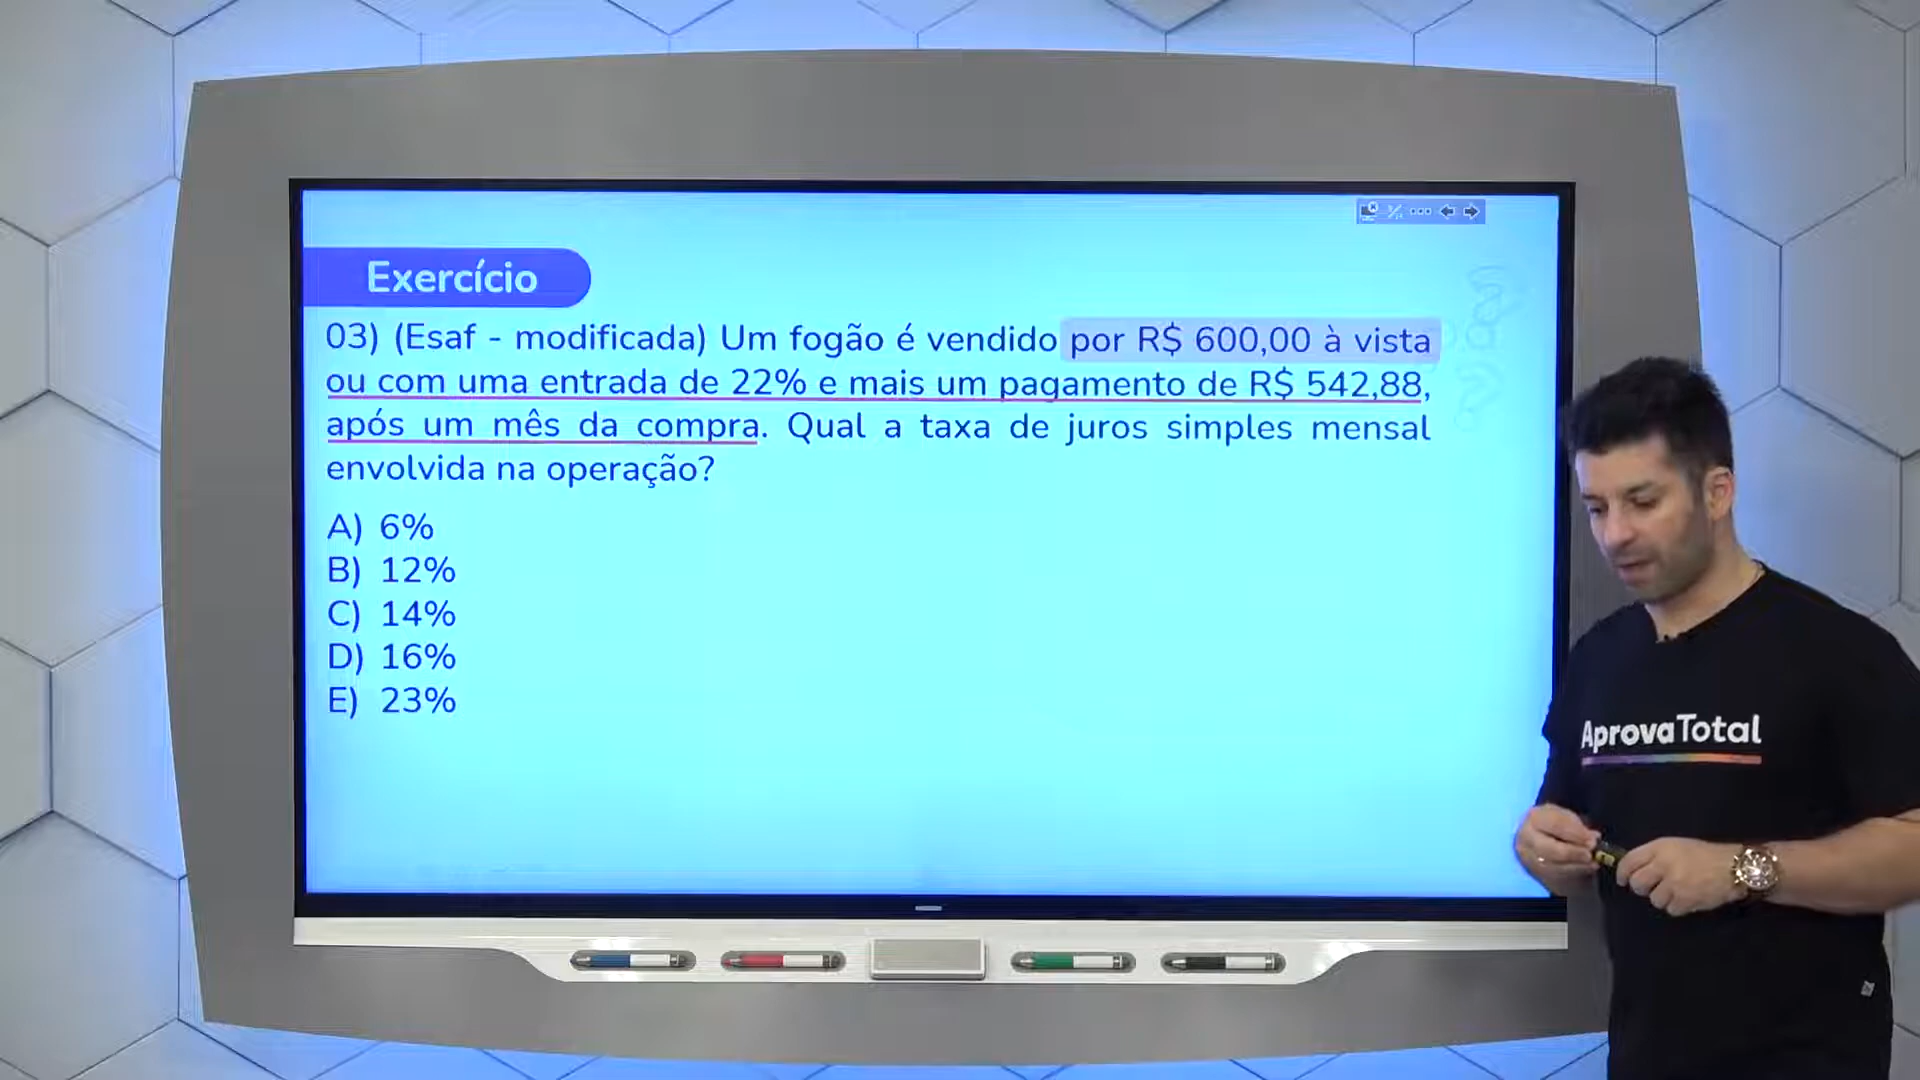 Exercício
03) (Esaf - modificada) Um fogão é vendido por R$ 600,00 à vista
ou com uma entrada de 22% e mais um pagamento de R$ 542,88,
após um mês da compra. Qual a taxa de juros simples mensal
envolvida na operação?
A) 6%
B) 12%
C) 14%
D) 16%
E) 23%
AprovaTotal